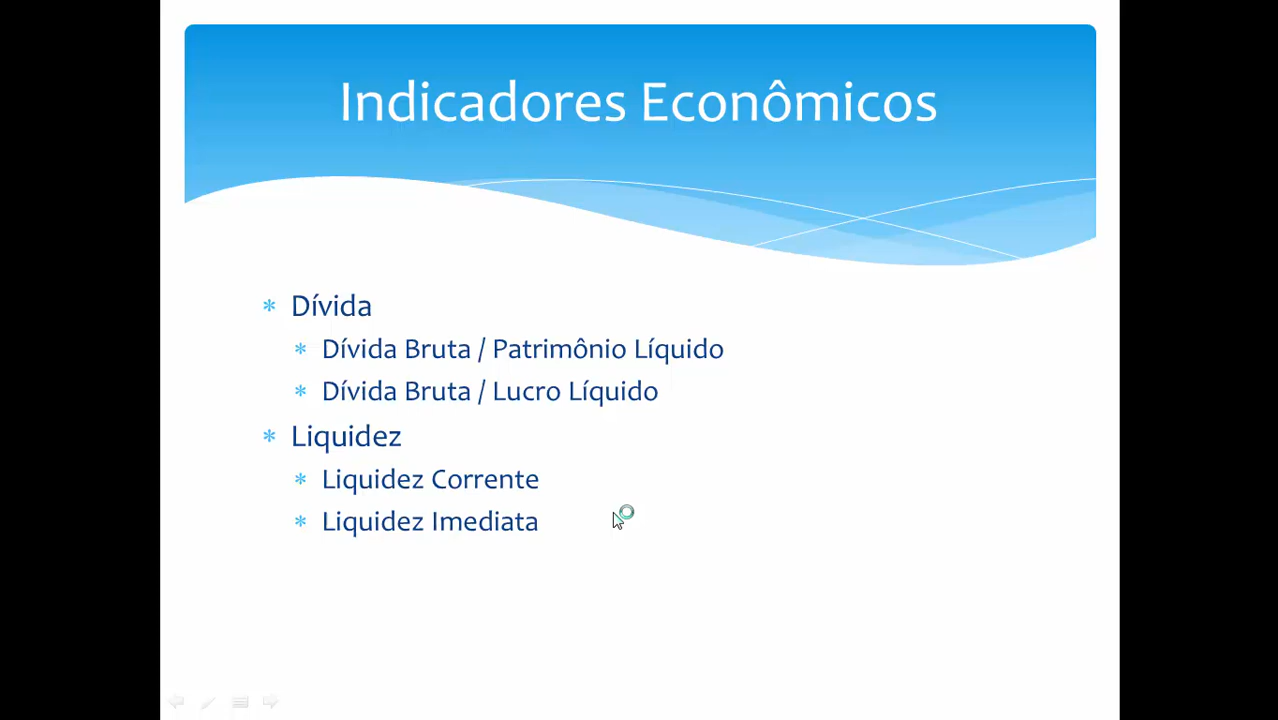 Indicadores Econômicos
* Dívida
* Dívida Bruta / Patrimônio Líquido
* Dívida Bruta / Lucro Líquido
* Liquidez
* Liquidez Corrente
* Liquidez Imediata